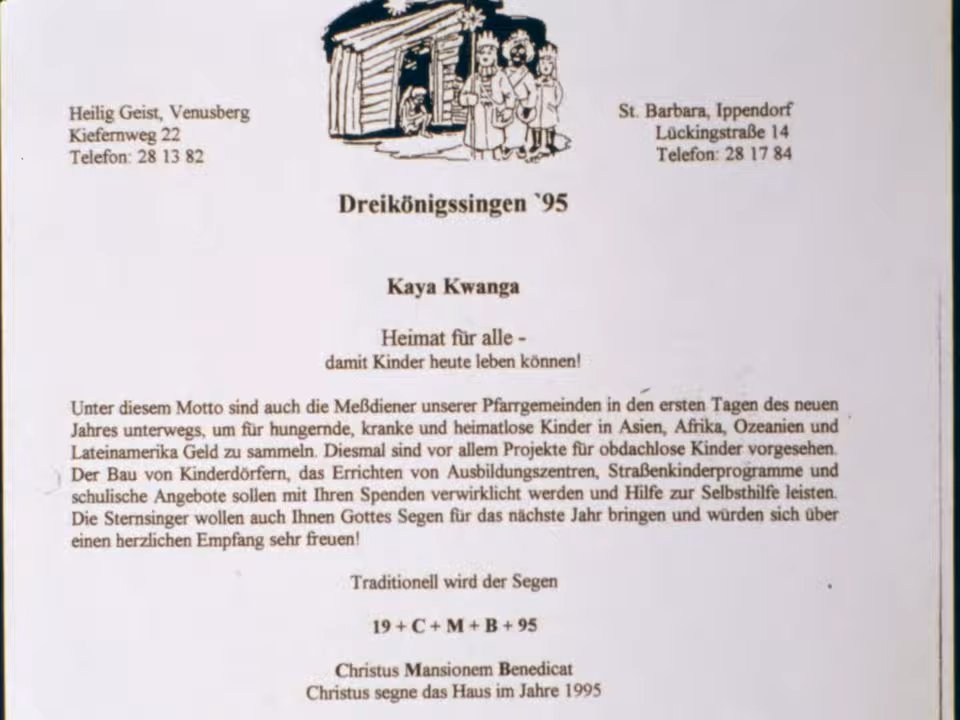 Heilig Geist, Venusberg
Kiefernweg 22
Telefon: 28 13 82
St. Barbara, Ippendorf
Lückingstraße 14
Telefon: 28 17 84
Dreikönigssingen `95
Kaya Kwanga
Heimat für alle -
damit Kinder heute leben können!
Unter diesem Motto sind auch die Meßdiener unserer Pfarrgemeinden in den ersten Tagen des neuen
Jahres unterwegs, um für hungernde, kranke und heimatlose Kinder in Asien, Afrika, Ozeanien und
Lateinamerika Geld zu sammeln. Diesmal sind vor allem Projekte für obdachlose Kinder vorgesehen.
Der Bau von Kinderdörfern, das Errichten von Ausbildungszentren, Straßenkinderprogramme und
schulische Angebote sollen mit Ihren Spenden verwirklicht werden und Hilfe zur Selbsthilfe leisten.
Die Sternsinger wollen auch Ihnen Gottes Segen für das nächste Jahr bringen und würden sich über
einen herzlichen Empfang sehr freuen!
Traditionell wird der Segen
19 + C + M + B + 95
Christus Mansionem Benedicat
Christus segne das Haus im Jahre 1995